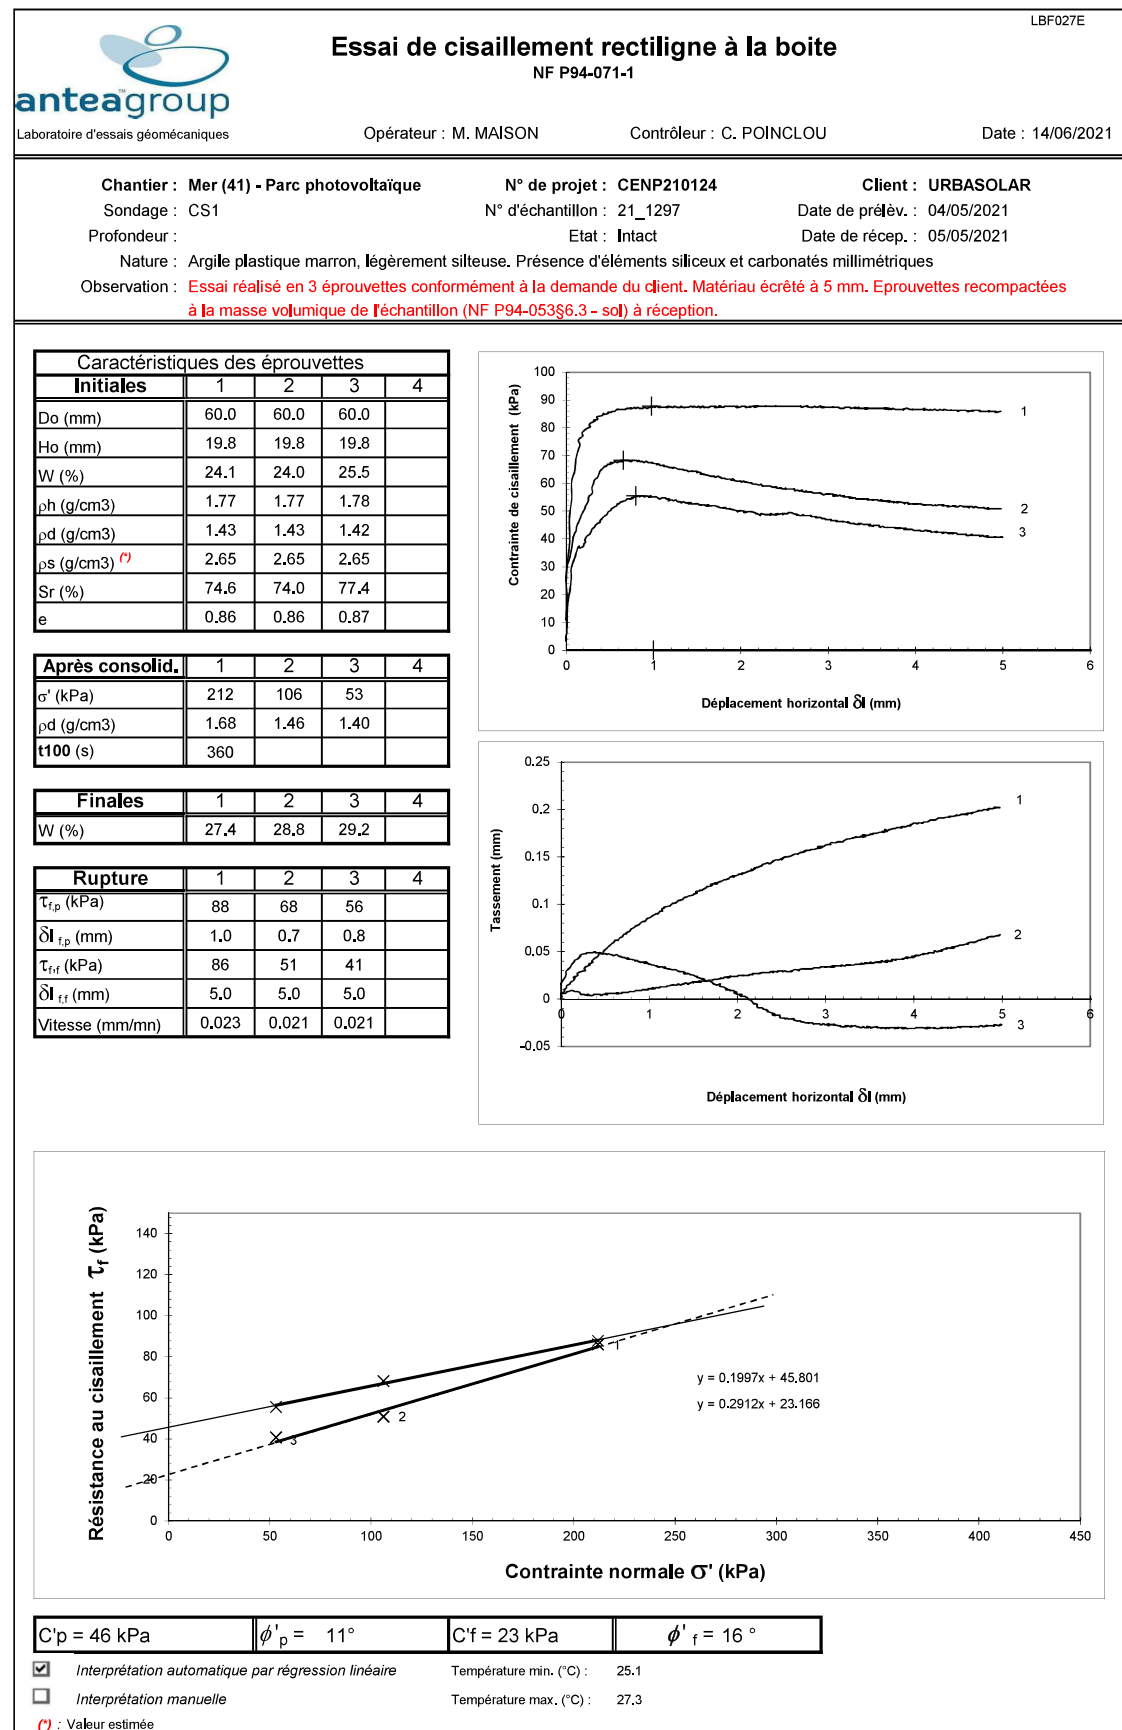 LBF027E
Essai de cisaillement rectiligne à la boite
NF P94-071-1
anteagroup
Laboratoire d'essais géomécaniques
Opérateur : M. MAISON Contrôleur : C. POINCLOU Date : 14/06/2021
Chantier : Mer (41) - Parc photovoltaïque N° de projet : CENP210124 Client : URBASOLAR
Sondage : CS1 N° d'échantillon : 21_1297 Date de prélèv. : 04/05/2021
Profondeur : Etat : Intact Date de récep. : 05/05/2021
Nature : Argile plastique marron, légèrement silteuse. Présence d'éléments siliceux et carbonatés millimétriques
Observation : Essai réalisé en 3 éprouvettes conformément à la demande du client. Matériau écrêté à 5 mm. Eprouvettes recompactées
à la masse volumique de l'échantillon (NF P94-053§6.3 - sol) à réception.
Caractéristiques des éprouvettes
Initiales 1 2 3 4
Do (mm) 60.0 60.0 60.0
Ho (mm) 19.8 19.8 19.8
W (%) 24.1 24.0 25.5
ρh (g/cm3) 1.77 1.77 1.78
ρd (g/cm3) 1.43 1.43 1.42
ρs (g/cm3) (*) 2.65 2.65 2.65
Sr (%) 74.6 74.0 77.4
e 0.86 0.86 0.87
Après consolid. 1 2 3 4
σ' (kPa) 212 106 53
ρd (g/cm3) 1.68 1.46 1.40
t100 (s) 360
Finales 1 2 3 4
W (%) 27.4 28.8 29.2
Rupture 1 2 3 4
τf,p (kPa) 88 68 56
δl f,p (mm) 1.0 0.7 0.8
τf,f (kPa) 86 51 41
δl f,f (mm) 5.0 5.0 5.0
Vitesse (mm/mn) 0.023 0.021 0.021
Contrainte de cisaillement (kPa)
100
90
80
70
60
50
40
30
20
10
0
1
2
3
0 1 2 3 4 5 6
Déplacement horizontal δl (mm)
Tassement (mm)
0.25
0.2
0.15
0.1
0.05
0
-0.05
1
2
3
1 2 3 4 5 6
Déplacement horizontal δl (mm)
Résistance au cisaillement τf (kPa)
140
120
100
80
60
40
20
0
1
2
3
y = 0.1997x + 45.801
y = 0.2912x + 23.166
0 50 100 150 200 250 300 350 400 450
Contrainte normale σ' (kPa)
C'p = 46 kPa ϕ'p = 11° C'f = 23 kPa ϕ' f = 16 °
Interprétation automatique par régression linéaire Température min. (°C) : 25.1
Interprétation manuelle Température max. (°C) : 27.3
(*) : Valeur estimée